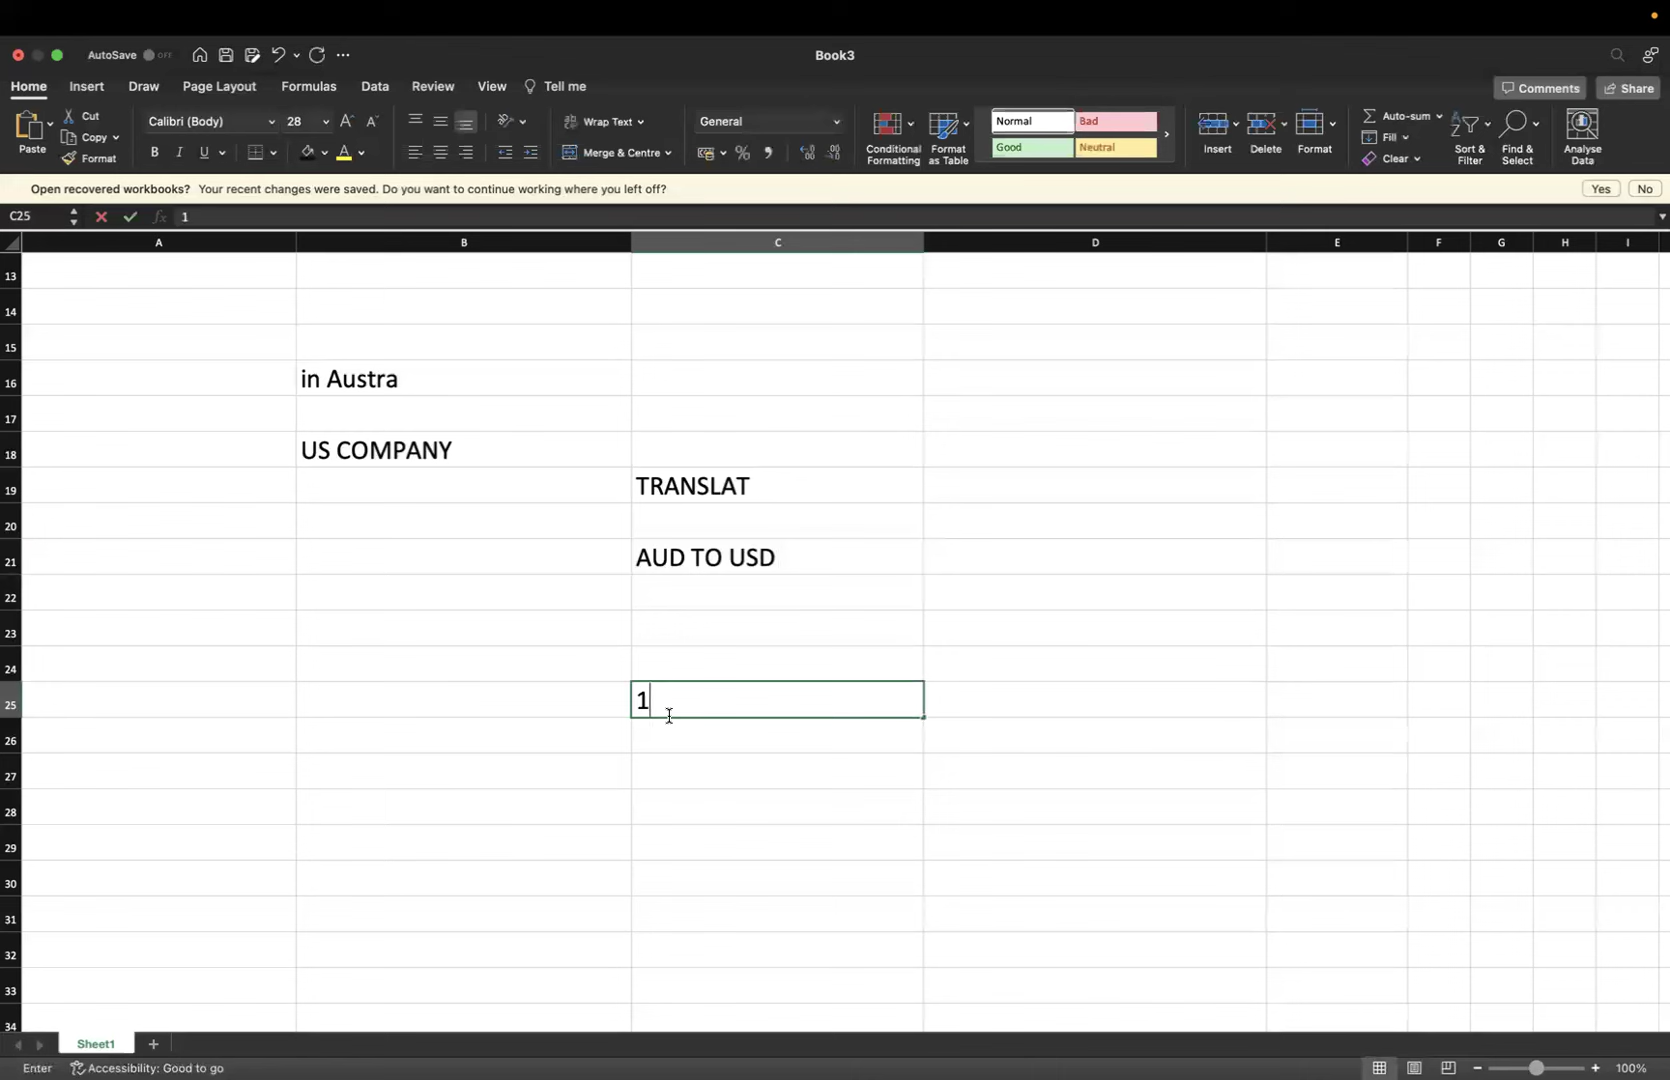 Book3
AutoSave OFF
Home Insert Draw Page Layout Formulas Data Review View Tell me
Comments Share
Paste
Cut
Copy
Format
Calibri (Body) 28
B I U
Wrap Text
Merge & Centre
General
Conditional Formatting
Format as Table
Normal Bad
Good Neutral
Insert
Delete
Format
Auto-sum
Fill
Clear
Sort & Filter
Find & Select
Analyse Data
Open recovered workbooks? Your recent changes were saved. Do you want to continue working where you left off? Yes No
C25 fx 1
A B C D E F G H I
13
14
15
16 in Austra
17
18 US COMPANY
19 TRANSLAT
20
21 AUD TO USD
22
23
24
25 1
26
27
28
29
30
31
32
33
34
Sheet1
Enter Accessibility: Good to go 100%